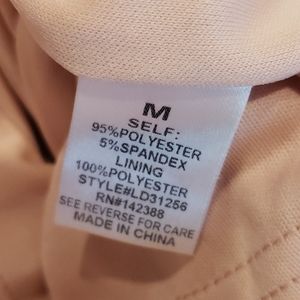 M
SELF:
95%POLYESTER
5%SPANDEX
LINING
100%POLYESTER
STYLE#LD31256
RN#142388
SEE REVERSE FOR CARE
MADE IN CHINA